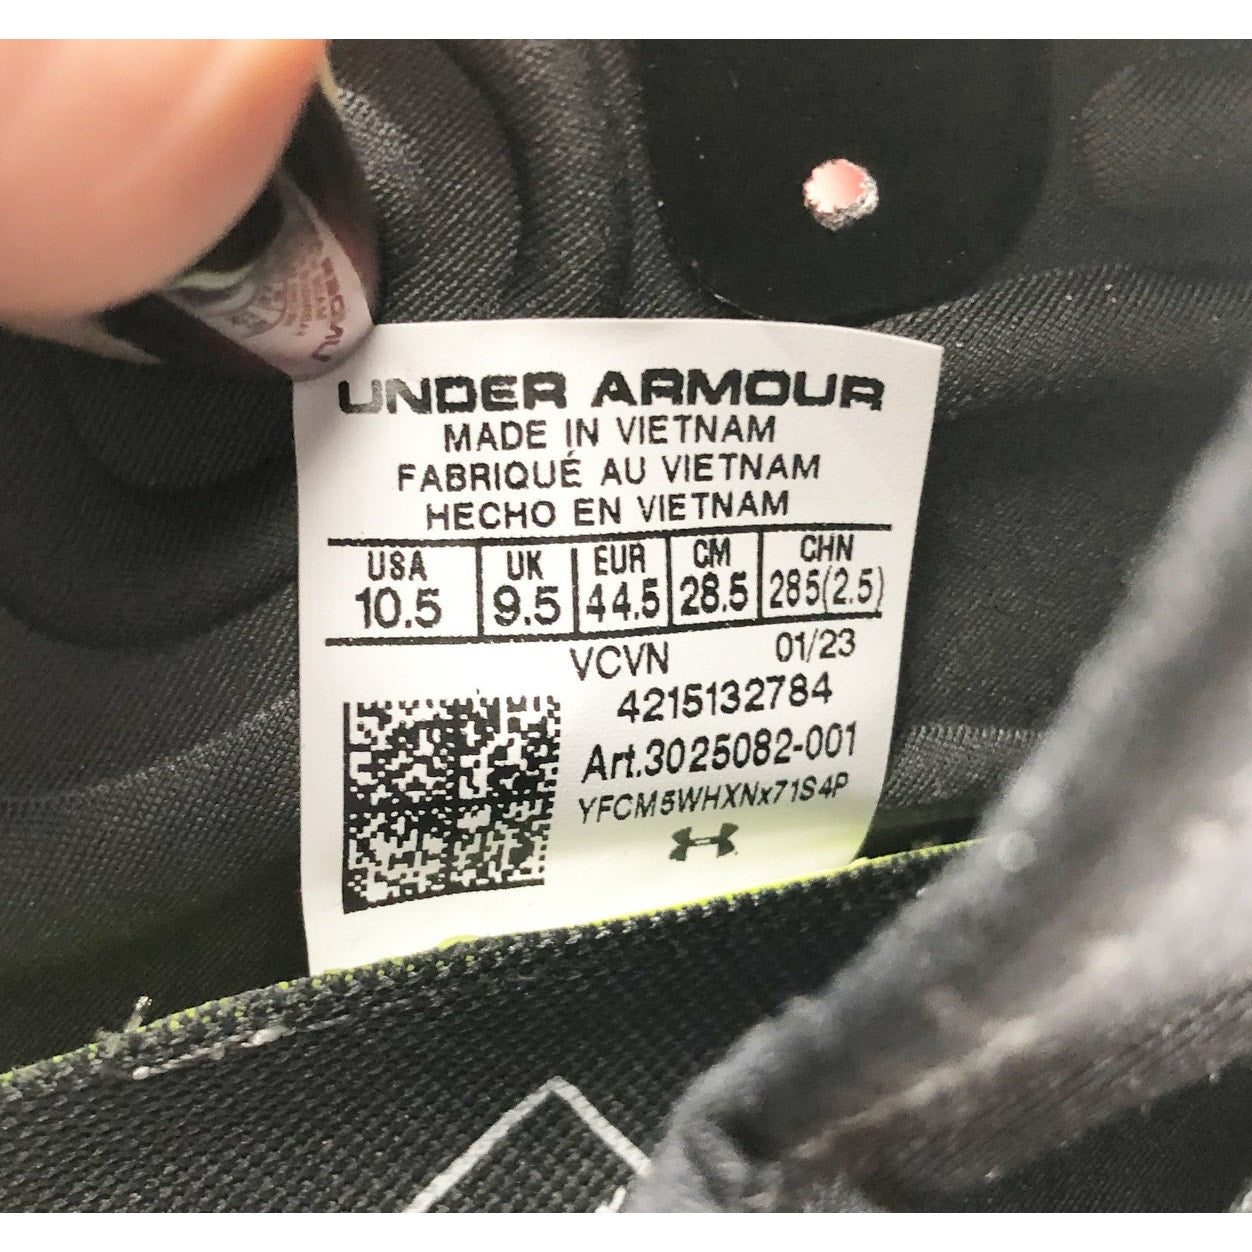 UNDER ARMOUR
MADE IN VIETNAM
FABRIQUÉ AU VIETNAM
HECHO EN VIETNAM
USA UK EUR CM CHN
10.5 9.5 44.5 28.5 285(2.5)
VCVN 01/23
4215132784
Art.3025082-001
YFCM5WHXNx71S4P